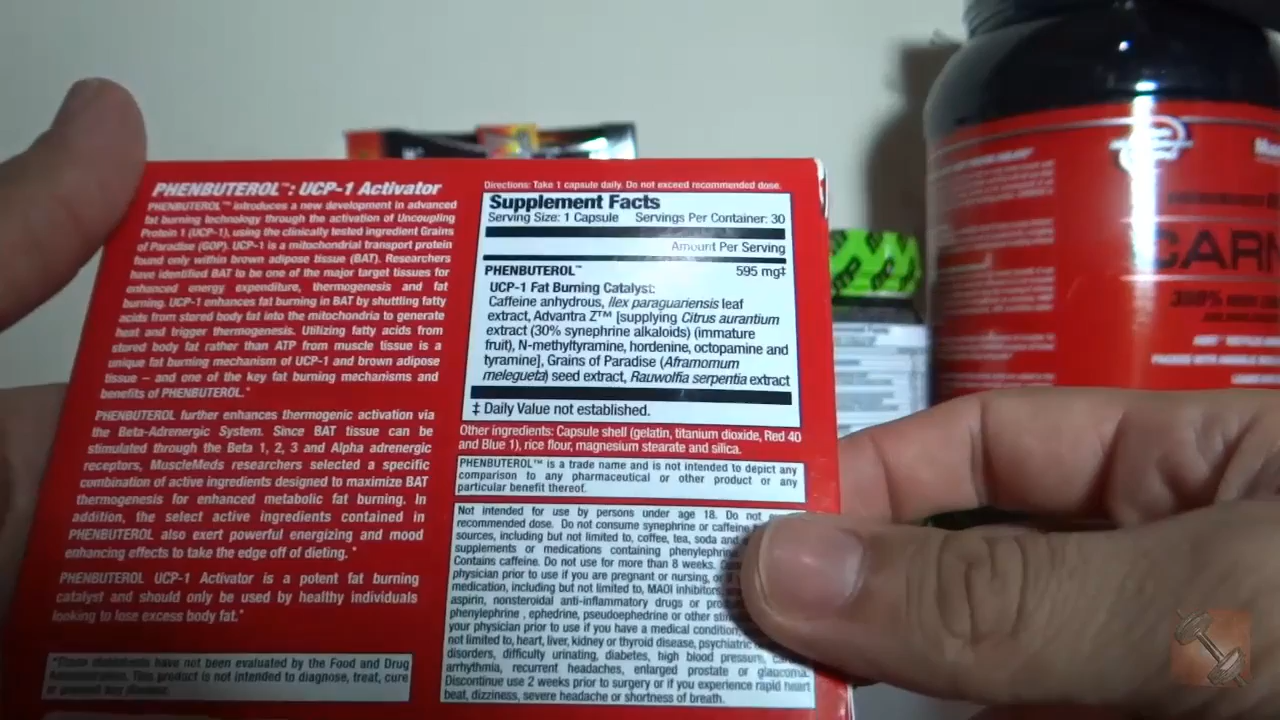 PHENBUTEROL™: UCP-1 Activator
PHENBUTEROL™ introduces a new development in advanced
fat burning technology through the activation of Uncoupling
Protein 1 (UCP-1), using the clinically tested ingredient Grains
of Paradise (GOP). UCP-1 is a mitochondrial transport protein
found only within brown adipose tissue (BAT). Researchers
have identified BAT to be one of the major target tissues for
enhanced energy expenditure, thermogenesis and fat
burning. UCP-1 enhances fat burning in BAT by shuttling fatty
acids from stored body fat into the mitochondria to generate
heat and trigger thermogenesis. Utilizing fatty acids from
stored body fat rather than ATP from muscle tissue is a
unique fat burning mechanism of UCP-1 and brown adipose
tissue – and one of the key fat burning mechanisms and
benefits of PHENBUTEROL.*
PHENBUTEROL further enhances thermogenic activation via
the Beta-Adrenergic System. Since BAT tissue can be
stimulated through the Beta 1, 2, 3 and Alpha adrenergic
receptors, MuscleMeds researchers selected a specific
combination of active ingredients designed to maximize BAT
thermogenesis for enhanced metabolic fat burning. In
addition, the select active ingredients contained in
PHENBUTEROL also exert powerful energizing and mood
enhancing effects to take the edge off of dieting. *
PHENBUTEROL UCP-1 Activator is a potent fat burning
catalyst and should only be used by healthy individuals
looking to lose excess body fat.*
*These statements have not been evaluated by the Food and Drug
Administration. This product is not intended to diagnose, treat, cure
or prevent any disease.
Directions: Take 1 capsule daily. Do not exceed recommended dose.
Supplement Facts
Serving Size: 1 Capsule Servings Per Container: 30
Amount Per Serving
PHENBUTEROL™ 595 mg‡
UCP-1 Fat Burning Catalyst:
Caffeine anhydrous, Ilex paraguariensis leaf
extract, Advantra Z™ [supplying Citrus aurantium
extract (30% synephrine alkaloids) (immature
fruit), N-methyltyramine, hordenine, octopamine and
tyramine], Grains of Paradise (Aframomum
melegueta) seed extract, Rauwolfia serpentia extract
‡ Daily Value not established.
Other ingredients: Capsule shell (gelatin, titanium dioxide, Red 40
and Blue 1), rice flour, magnesium stearate and silica.
PHENBUTEROL™ is a trade name and is not intended to depict any
comparison to any pharmaceutical or other product or any
particular benefit thereof.
Not intended for use by persons under age 18. Do not
recommended dose. Do not consume synephrine or caffeine
sources, including but not limited to, coffee, tea, soda and
supplements or medications containing phenylephrine
Contains caffeine. Do not use for more than 8 weeks.
physician prior to use if you are pregnant or nursing, or if
medication, including but not limited to, MAOI inhibitors,
aspirin, nonsteroidal anti-inflammatory drugs or
phenylephrine , ephedrine, pseudoephedrine or other
your physician prior to use if you have a medical condition,
not limited to, heart, liver, kidney or thyroid disease, psychiatric
disorders, difficulty urinating, diabetes, high blood pressure,
arrhythmia, recurrent headaches, enlarged prostate or glaucoma.
Discontinue use 2 weeks prior to surgery or if you experience rapid heart
beat, dizziness, severe headache or shortness of breath.